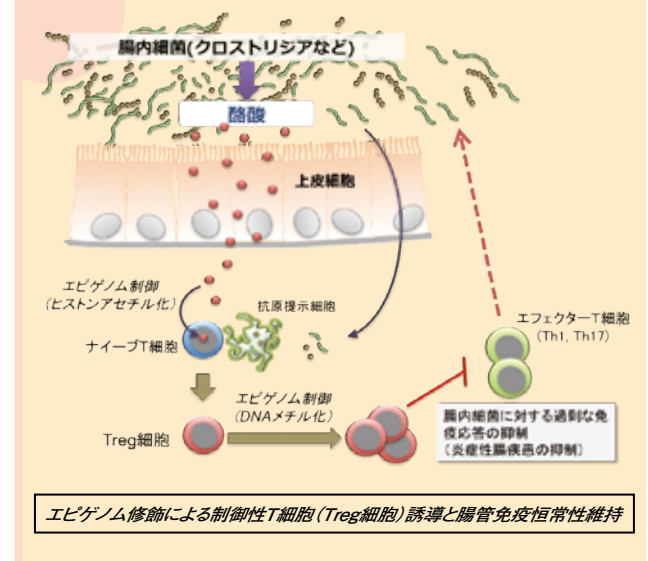 腸内細菌(クロストリジアなど)
酪酸
上皮細胞
エピゲノム制御
(ヒストンアセチル化)
抗原提示細胞
ナイーブT細胞
エフェクターT細胞
(Th1, Th17)
エピゲノム制御
(DNAメチル化)
Treg細胞
腸内細菌に対する過剰な免
疫応答の抑制
(炎症性腸疾患の抑制)
エピゲノム修飾による制御性T細胞(Treg細胞)誘導と腸管免疫恒常性維持